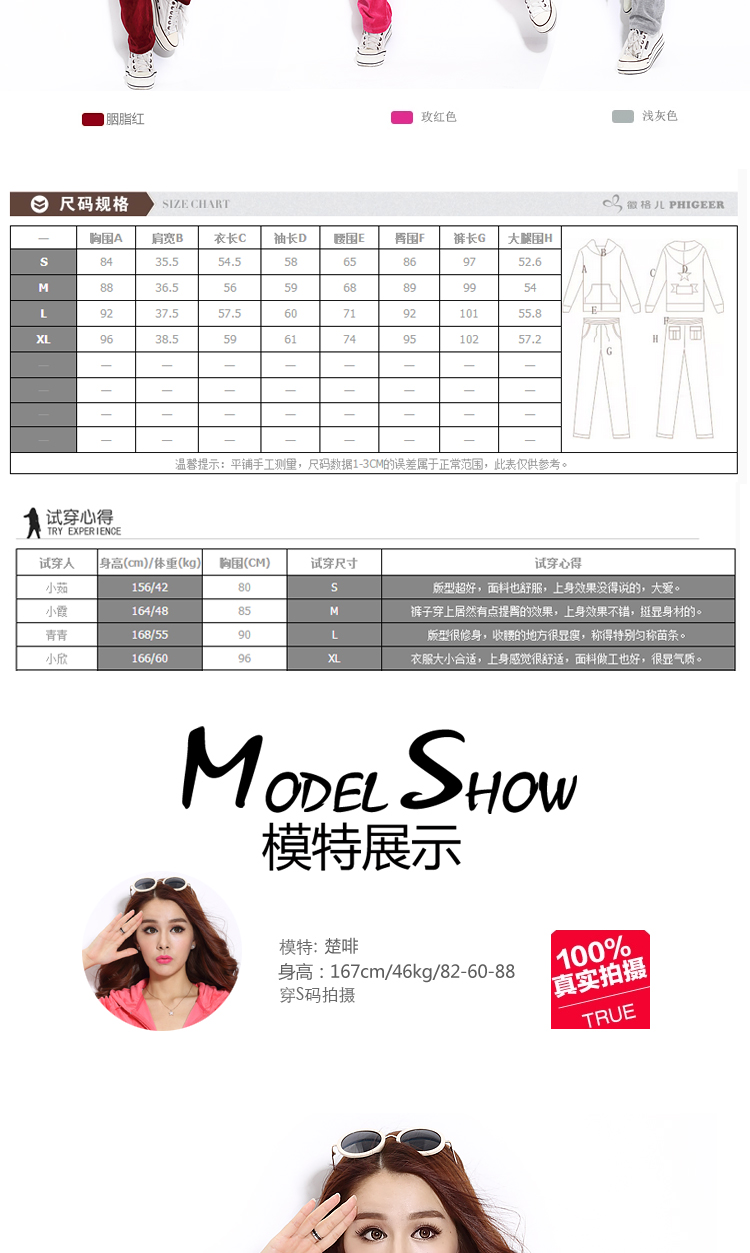 胭脂红
玫红色
浅灰色
尺码规格 SIZE CHART 徽格儿 PHIGEER
— 胸围A 肩宽B 衣长C 袖长D 腰围E 臀围F 裤长G 大腿围H
S 84 35.5 54.5 58 65 86 97 52.6
M 88 36.5 56 59 68 89 99 54
L 92 37.5 57.5 60 71 92 101 55.8
XL 96 38.5 59 61 74 95 102 57.2
— — — — — — — — —
— — — — — — — — —
— — — — — — — — —
— — — — — — — — —
A B C D
E F
G H
温馨提示：平铺手工测量，尺码数据1-3CM的误差属于正常范围，此表仅供参考。
试穿心得
TRY EXPERIENCE
试穿人 身高(cm)/体重(kg) 胸围(CM) 试穿尺寸 试穿心得
小茹 156/42 80 S 版型超好，面料也舒服，上身效果没得说的，大爱。
小霞 164/48 85 M 裤子穿上居然有点提臀的效果，上身效果不错，挺显身材的。
青青 168/55 90 L 版型很修身，收腰的地方很显瘦，称得特别匀称苗条。
小欣 166/60 96 XL 衣服大小合适，上身感觉很舒适，面料做工也好，很显气质。
MODEL SHOW
模特展示
模特: 楚啡
身高：167cm/46kg/82-60-88
穿S码拍摄
100%
真实拍摄
TRUE